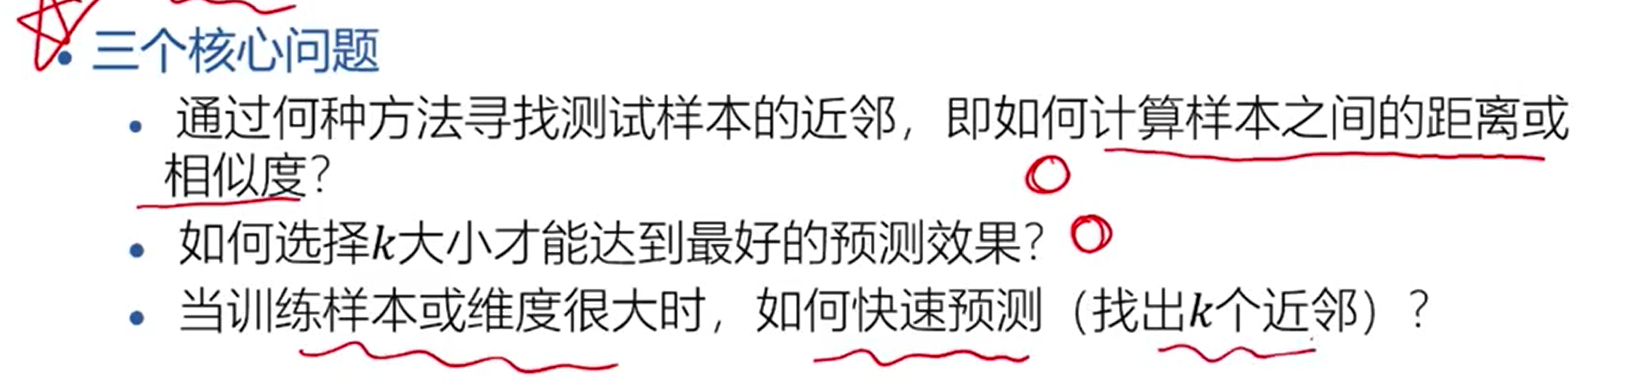 • 三个核心问题
• 通过何种方法寻找测试样本的近邻，即如何计算样本之间的距离或
相似度？
• 如何选择k大小才能达到最好的预测效果？
• 当训练样本或维度很大时，如何快速预测（找出k个近邻）？